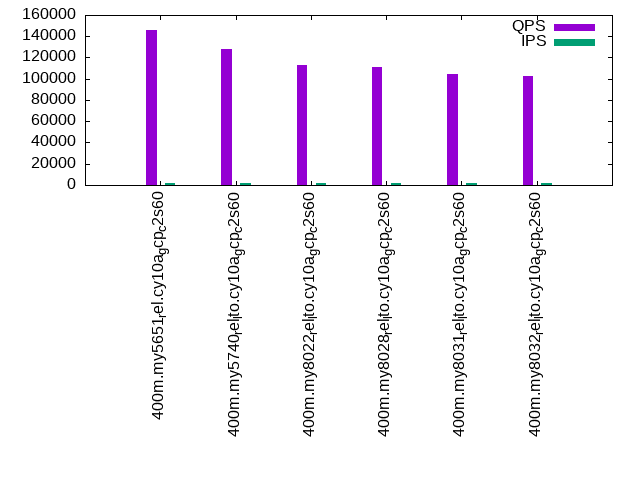 160000
140000
120000
100000
80000
60000
40000
20000
0
QPS
IPS
400m.my5651rel.cy10agcpc2s60
400m.my5740relito.cy10agcpc2s60
400m.my8022relito.cy10agcpc2s60
400m.my8028relito.cy10agcpc2s60
400m.my8031relito.cy10agcpc2s60
400m.my8032relito.cy10agcpc2s60